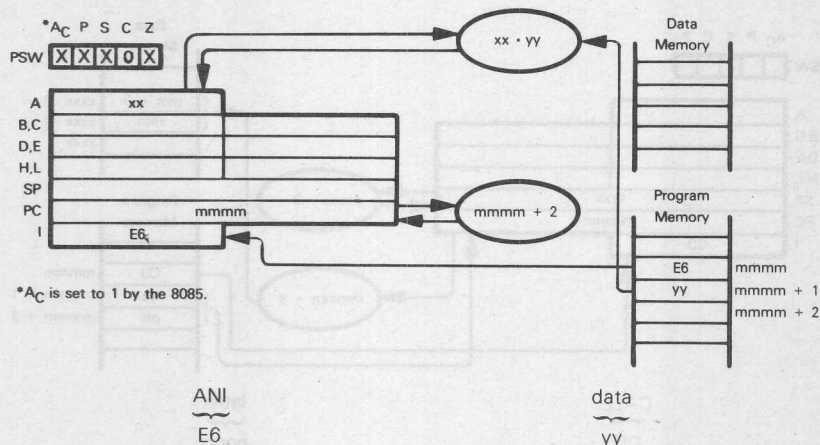 *AC P S C Z
PSW X X X 0 X
xx · yy
Data
Memory
A xx
B,C
D,E
H,L
SP
PC mmmm
I E6
mmmm + 2
Program
Memory
E6 mmmm
yy mmmm + 1
mmmm + 2
*AC is set to 1 by the 8085.
ANI data
E6 yy